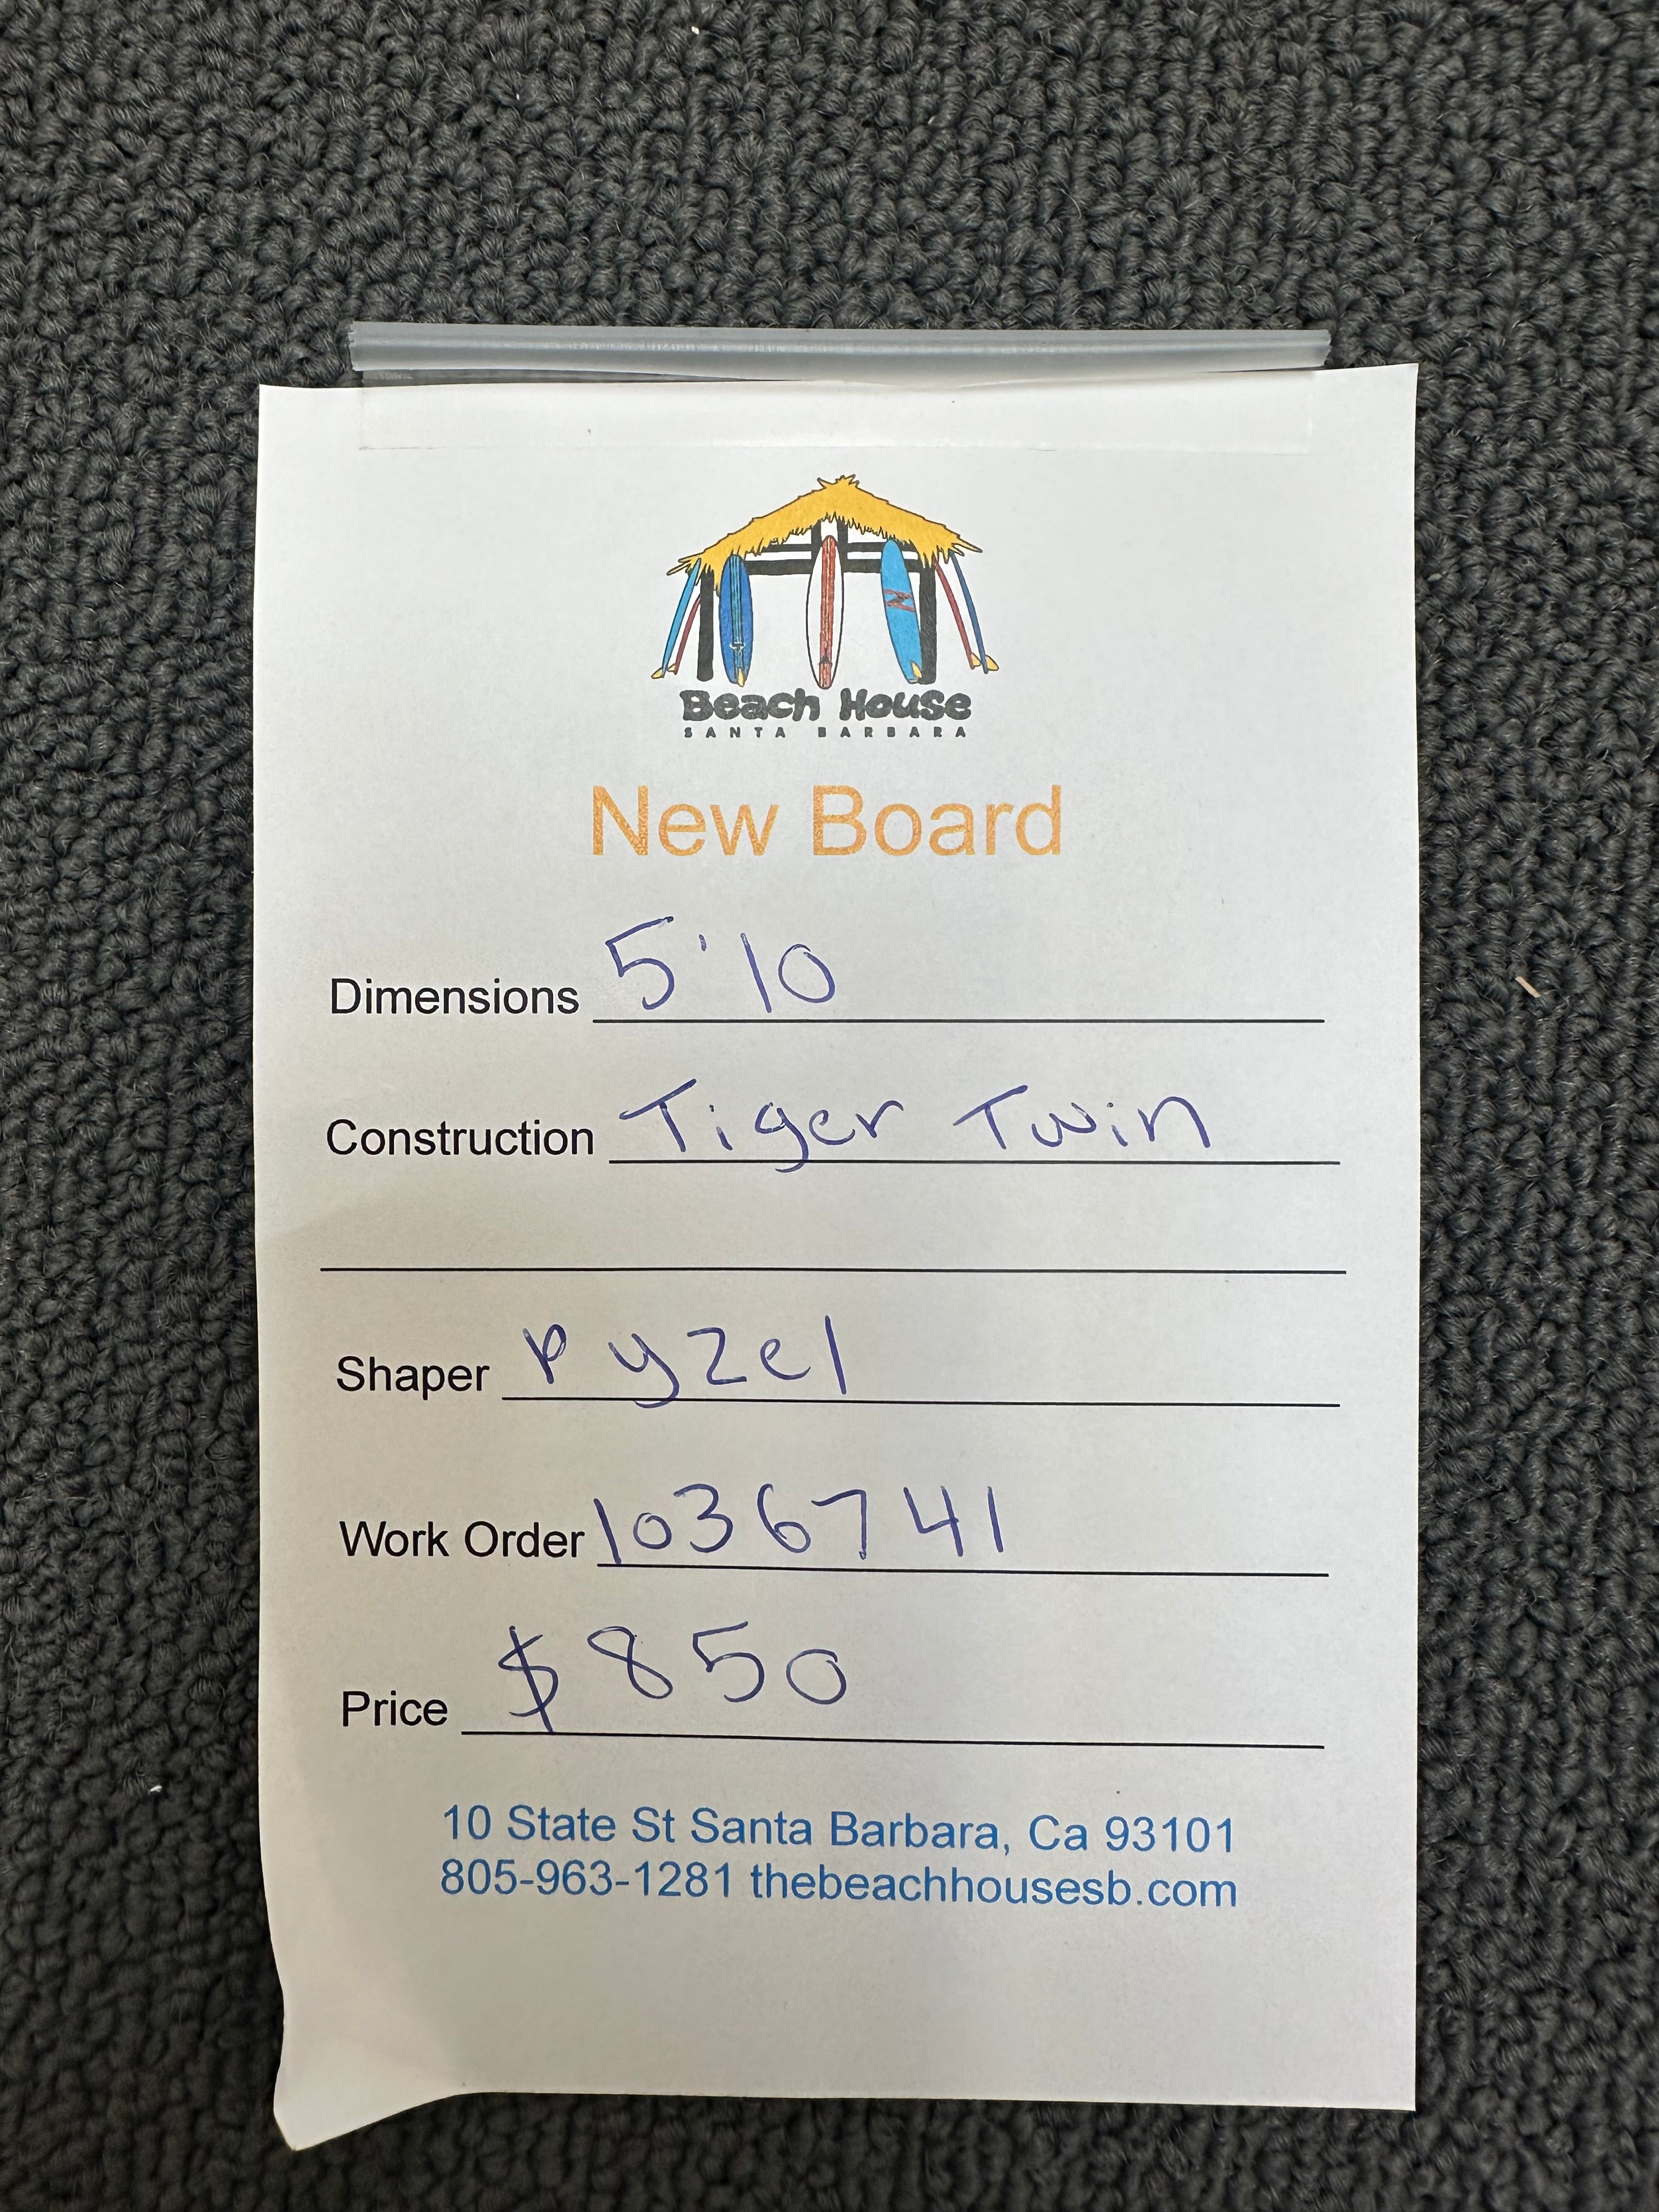 Beach House
SANTA BARBARA
New Board
Dimensions 5'10
Construction Tiger Twin
Shaper Pyzel
Work Order 1036741
Price $850
10 State St Santa Barbara, Ca 93101
805-963-1281 thebeachhousesb.com